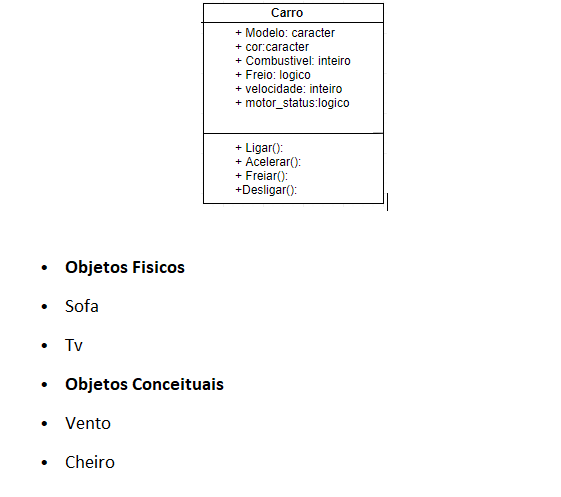 Carro
+ Modelo: caracter
+ cor:caracter
+ Combustivel: inteiro
+ Freio: logico
+ velocidade: inteiro
+ motor_status:logico
+ Ligar():
+ Acelerar():
+ Freiar():
+Desligar():
• Objetos Fisicos
• Sofa
• Tv
• Objetos Conceituais
• Vento
• Cheiro